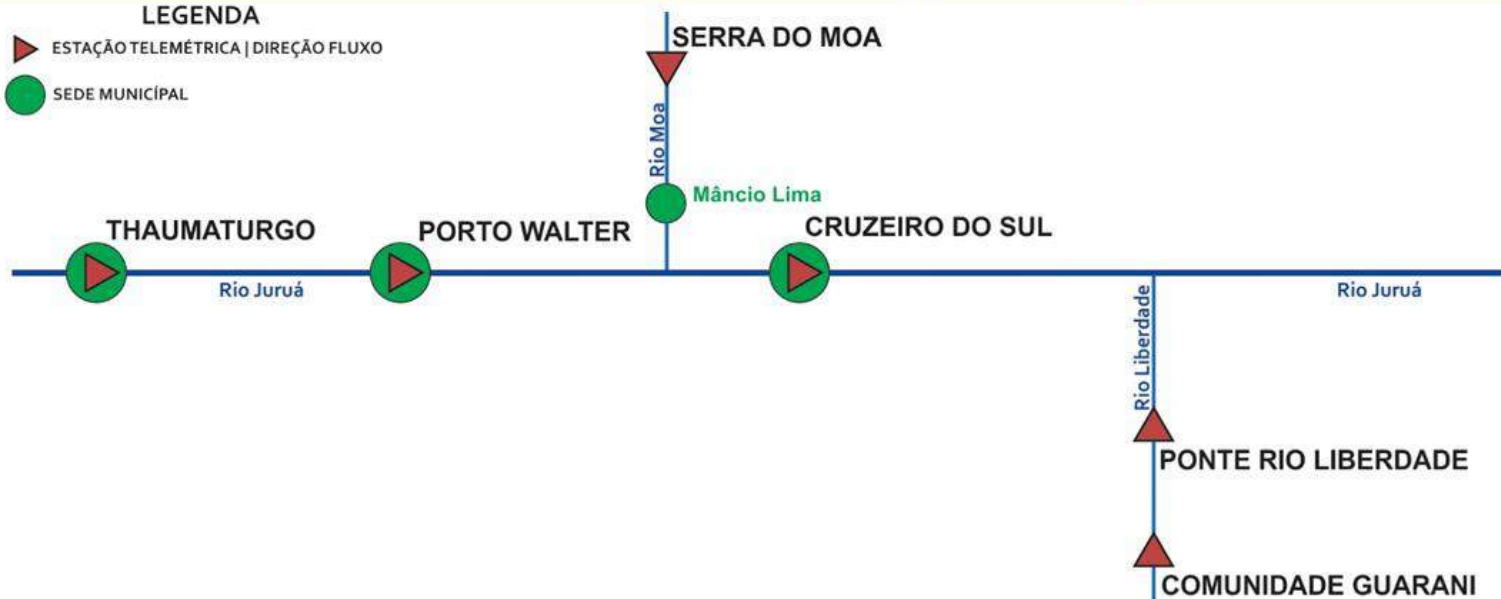 LEGENDA
ESTAÇÃO TELEMÉTRICA | DIREÇÃO FLUXO
SEDE MUNICÍPAL
SERRA DO MOA
Rio Moa
Mâncio Lima
THAUMATURGO
PORTO WALTER
CRUZEIRO DO SUL
Rio Juruá
Rio Juruá
Rio Liberdade
PONTE RIO LIBERDADE
COMUNIDADE GUARANI